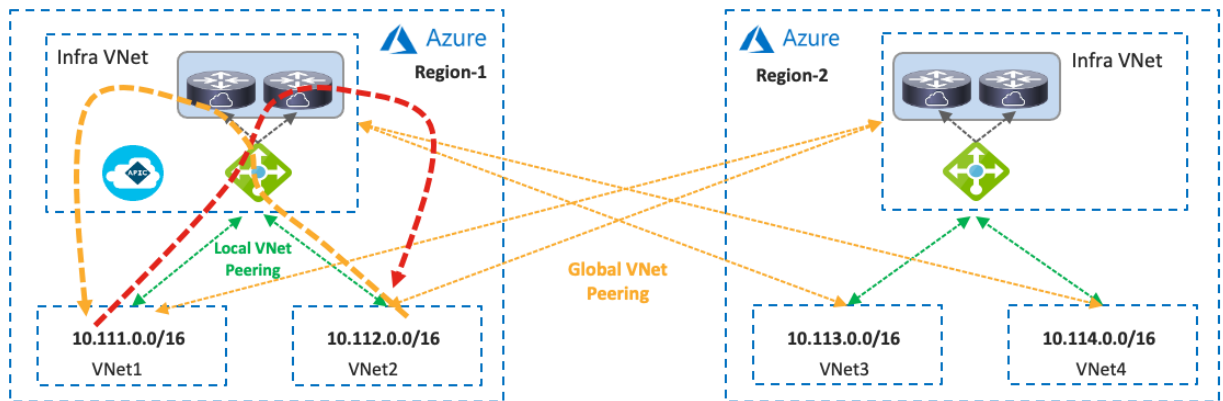 Infra VNet
Azure
Region-1
APIC
Local VNet
Peering
10.111.0.0/16
VNet1
10.112.0.0/16
VNet2
Global VNet
Peering
Azure
Region-2
Infra VNet
10.113.0.0/16
VNet3
10.114.0.0/16
VNet4